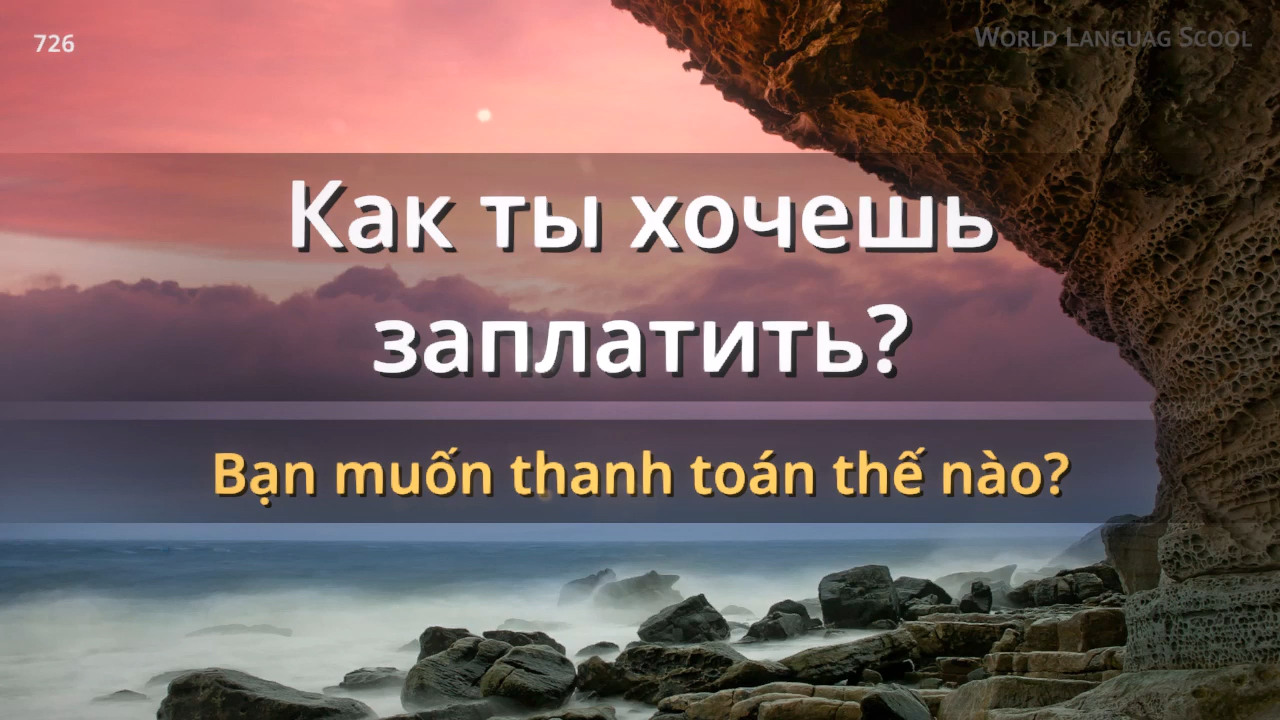 726
World Languag Scool
Как ты хочешь
заплатить?
Bạn muốn thanh toán thế nào?